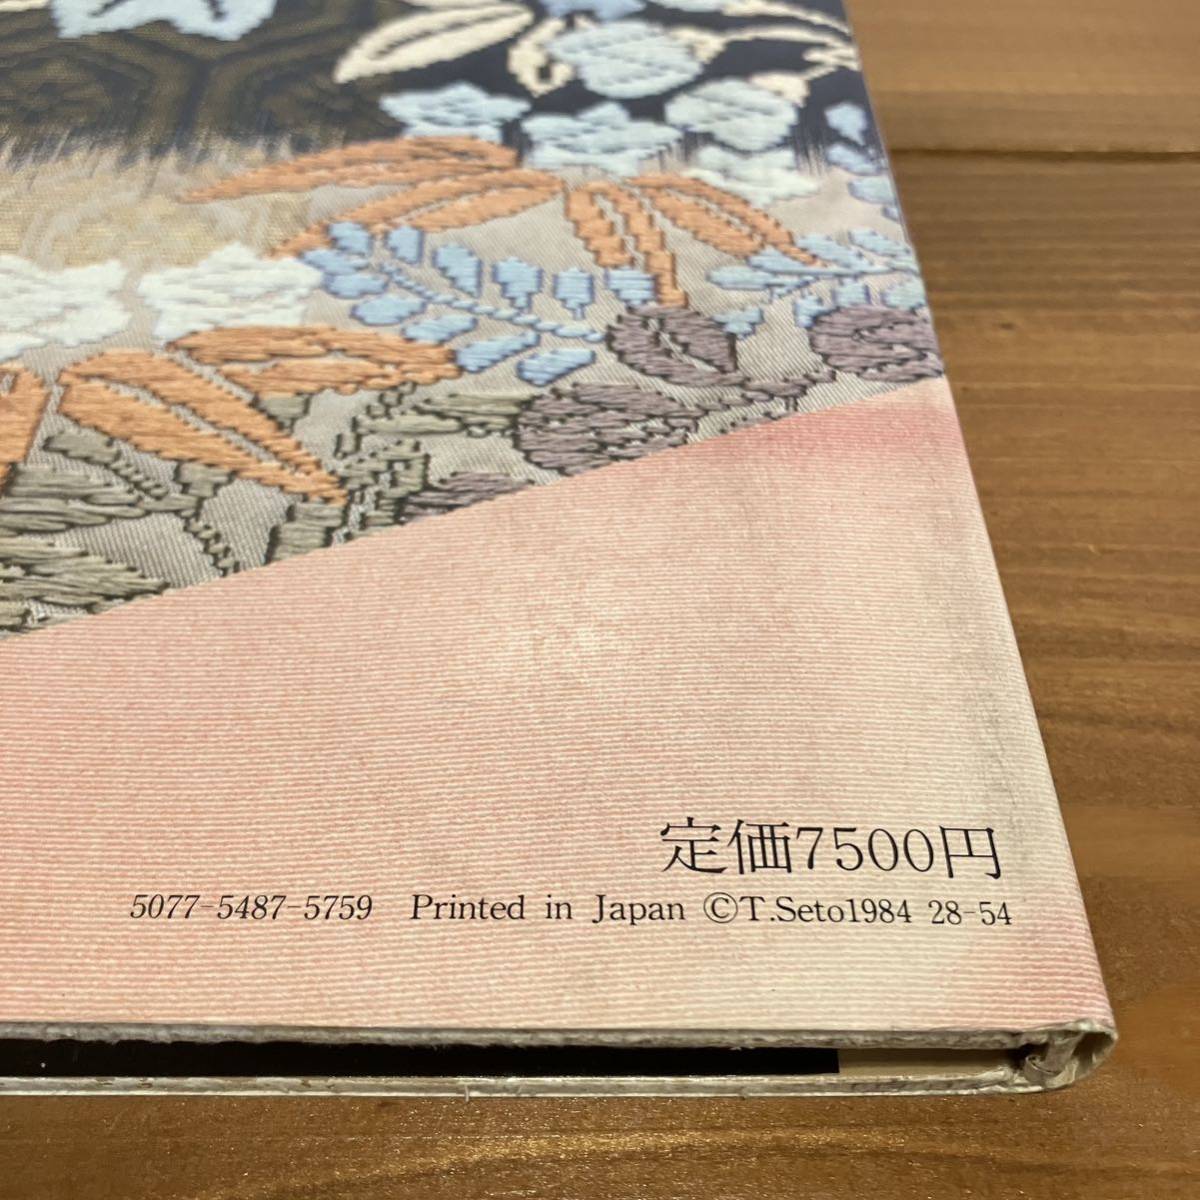 定価7500円
5077-5487-5759 Printed in Japan ©T.Seto1984 28-54